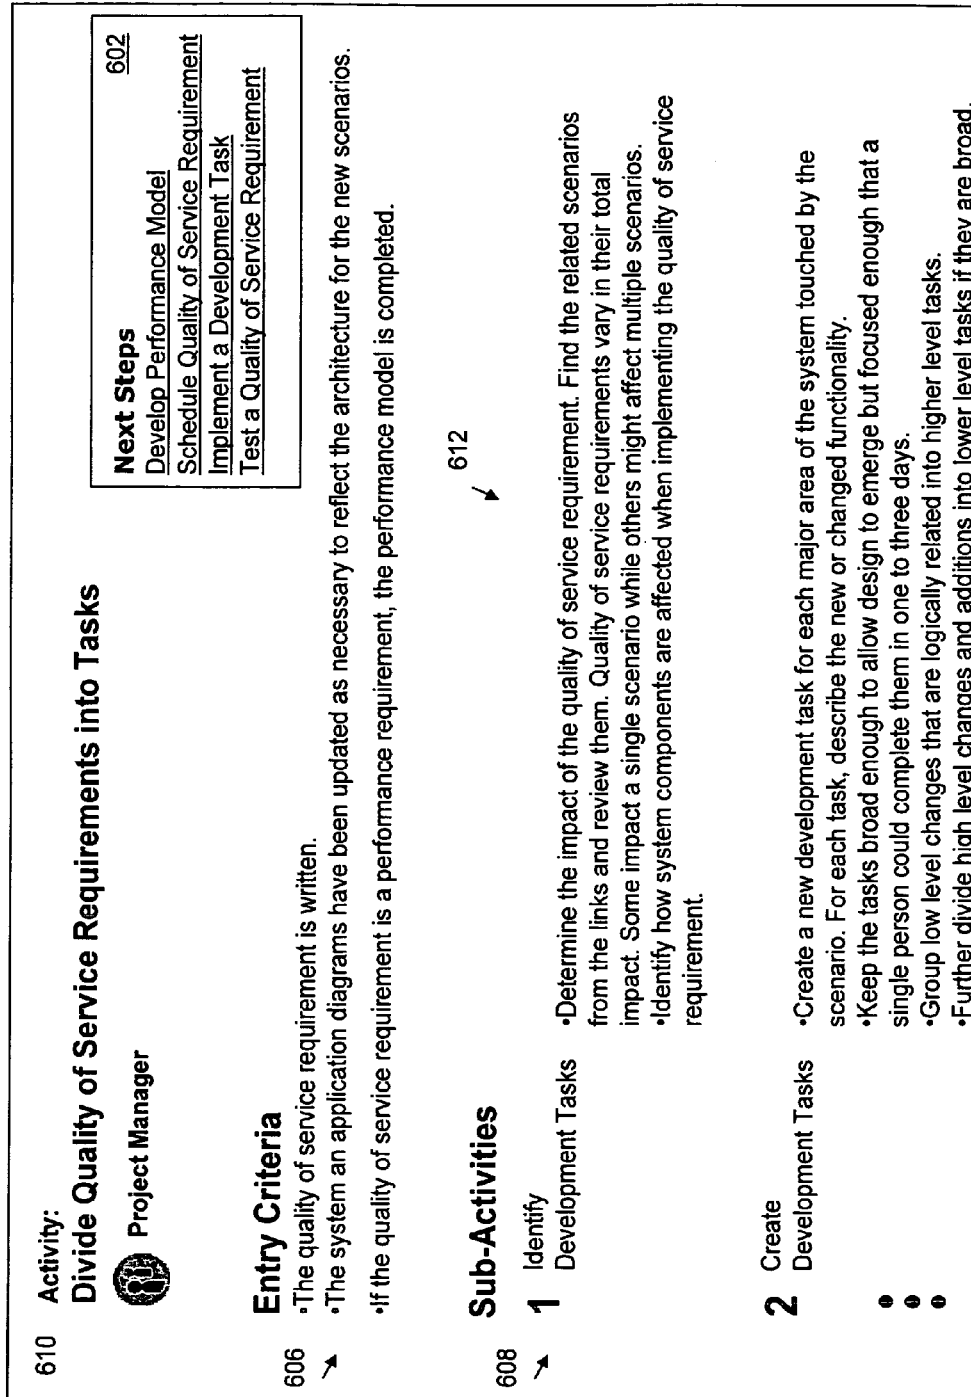 610
Activity:
Divide Quality of Service Requirements into Tasks
Project Manager
Next Steps 602
Develop Performance Model
Schedule Quality of Service Requirement
Implement a Development Task
Test a Quality of Service Requirement
606
Entry Criteria
•The quality of service requirement is written.
•The system an application diagrams have been updated as necessary to reflect the architecture for the new scenarios.
•If the quality of service requirement is a performance requirement, the performance model is completed.
608
Sub-Activities
612
1 Identify
Development Tasks
•Determine the impact of the quality of service requirement. Find the related scenarios
from the links and review them. Quality of service requirements vary in their total
impact. Some impact a single scenario while others might affect multiple scenarios.
•Identify how system components are affected when implementing the quality of service
requirement.
2 Create
Development Tasks
•Create a new development task for each major area of the system touched by the
scenario. For each task, describe the new or changed functionality.
•Keep the tasks broad enough to allow design to emerge but focused enough that a
single person could complete them in one to three days.
•Group low level changes that are logically related into higher level tasks.
•Further divide high level changes and additions into lower level tasks if they are broad.